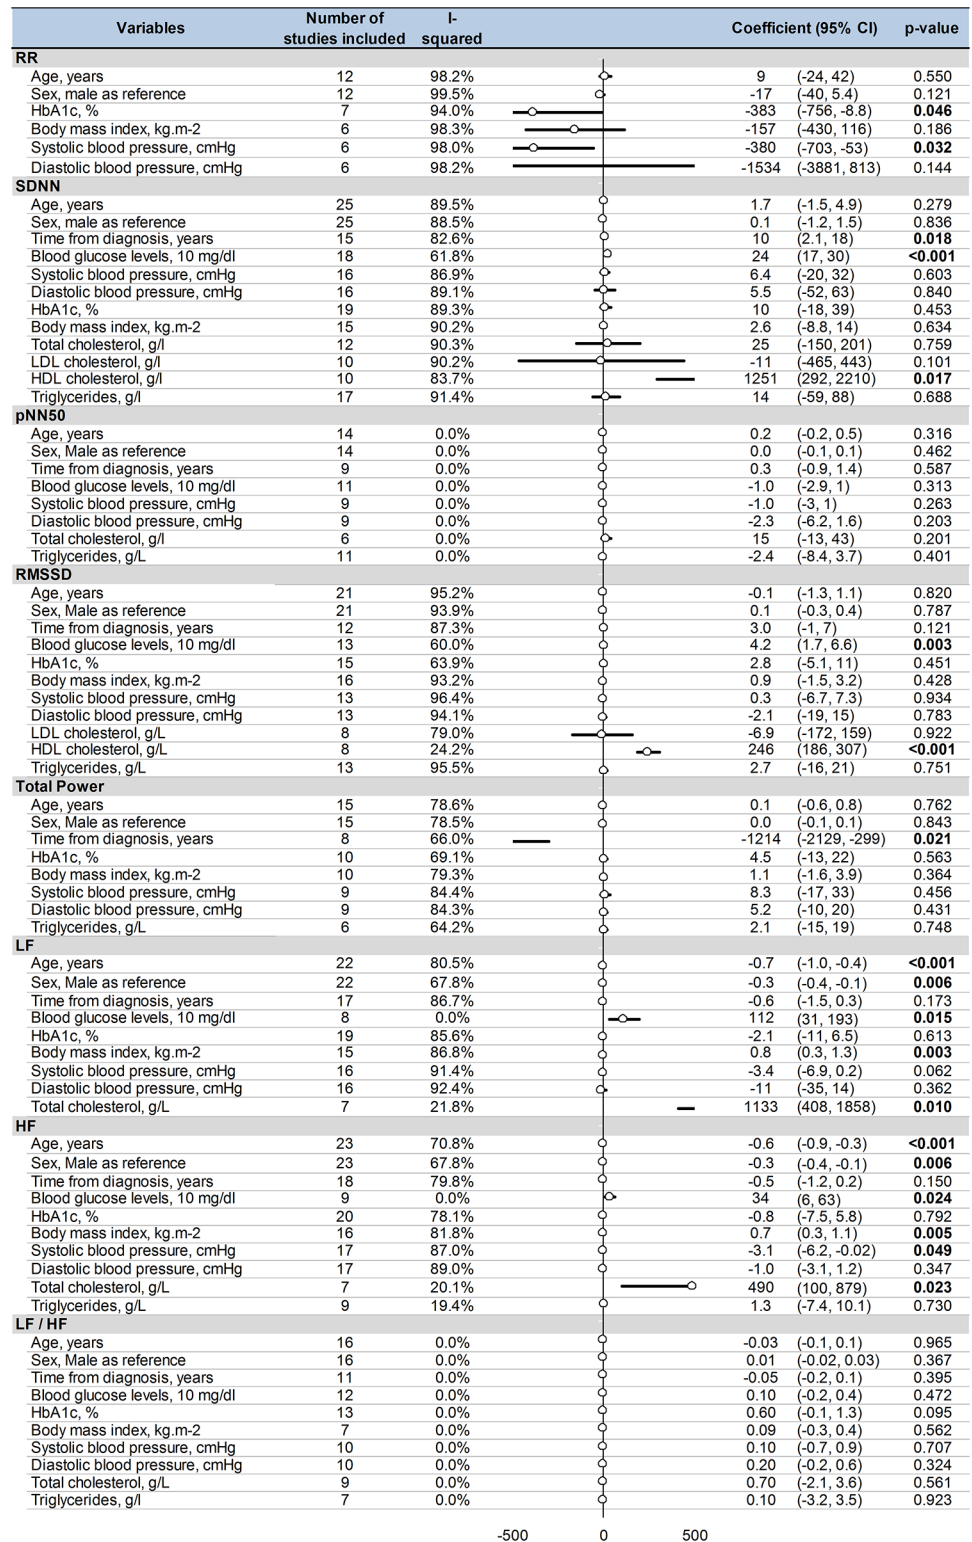 Variables Number of studies included I-squared Coefficient (95% CI) p-value
RR
Age, years 12 98.2% 9 (-24, 42) 0.550
Sex, male as reference 12 99.5% -17 (-40, 5.4) 0.121
HbA1c, % 7 94.0% -383 (-756, -8.8) 0.046
Body mass index, kg.m-2 6 98.3% -157 (-430, 116) 0.186
Systolic blood pressure, cmHg 6 98.0% -380 (-703, -53) 0.032
Diastolic blood pressure, cmHg 6 98.2% -1534 (-3881, 813) 0.144
SDNN
Age, years 25 89.5% 1.7 (-1.5, 4.9) 0.279
Sex, male as reference 25 88.5% 0.1 (-1.2, 1.5) 0.836
Time from diagnosis, years 15 82.6% 10 (2.1, 18) 0.018
Blood glucose levels, 10 mg/dl 18 61.8% 24 (17, 30) <0.001
Systolic blood pressure, cmHg 16 86.9% 6.4 (-20, 32) 0.603
Diastolic blood pressure, cmHg 16 89.1% 5.5 (-52, 63) 0.840
HbA1c, % 19 89.3% 10 (-18, 39) 0.453
Body mass index, kg.m-2 15 90.2% 2.6 (-8.8, 14) 0.634
Total cholesterol, g/l 12 90.3% 25 (-150, 201) 0.759
LDL cholesterol, g/l 10 90.2% -11 (-465, 443) 0.101
HDL cholesterol, g/l 10 83.7% 1251 (292, 2210) 0.017
Triglycerides, g/l 17 91.4% 14 (-59, 88) 0.688
pNN50
Age, years 14 0.0% 0.2 (-0.2, 0.5) 0.316
Sex, Male as reference 14 0.0% 0.0 (-0.1, 0.1) 0.462
Time from diagnosis, years 9 0.0% 0.3 (-0.9, 1.4) 0.587
Blood glucose levels, 10 mg/dl 11 0.0% -1.0 (-2.9, 1) 0.313
Systolic blood pressure, cmHg 9 0.0% -1.0 (-3, 1) 0.263
Diastolic blood pressure, cmHg 9 0.0% -2.3 (-6.2, 1.6) 0.203
Total cholesterol, g/l 6 0.0% 15 (-13, 43) 0.201
Triglycerides, g/L 11 0.0% -2.4 (-8.4, 3.7) 0.401
RMSSD
Age, years 21 95.2% -0.1 (-1.3, 1.1) 0.820
Sex, Male as reference 21 93.9% 0.1 (-0.3, 0.4) 0.787
Time from diagnosis, years 12 87.3% 3.0 (-1, 7) 0.121
Blood glucose levels, 10 mg/dl 13 60.0% 4.2 (1.7, 6.6) 0.003
HbA1c, % 15 63.9% 2.8 (-5.1, 11) 0.451
Body mass index, kg.m-2 16 93.2% 0.9 (-1.5, 3.2) 0.428
Systolic blood pressure, cmHg 13 96.4% 0.3 (-6.7, 7.3) 0.934
Diastolic blood pressure, cmHg 13 94.1% -2.1 (-19, 15) 0.783
LDL cholesterol, g/L 8 79.0% -6.9 (-172, 159) 0.922
HDL cholesterol, g/L 8 24.2% 246 (186, 307) <0.001
Triglycerides, g/L 13 95.5% 2.7 (-16, 21) 0.751
Total Power
Age, years 15 78.6% 0.1 (-0.6, 0.8) 0.762
Sex, Male as reference 15 78.5% 0.0 (-0.1, 0.1) 0.843
Time from diagnosis, years 8 66.0% -1214 (-2129, -299) 0.021
HbA1c, % 10 69.1% 4.5 (-13, 22) 0.563
Body mass index, kg.m-2 10 79.3% 1.1 (-1.6, 3.9) 0.364
Systolic blood pressure, cmHg 9 84.4% 8.3 (-17, 33) 0.456
Diastolic blood pressure, cmHg 9 84.3% 5.2 (-10, 20) 0.431
Triglycerides, g/L 6 64.2% 2.1 (-15, 19) 0.748
LF
Age, years 22 80.5% -0.7 (-1.0, -0.4) <0.001
Sex, Male as reference 22 67.8% -0.3 (-0.4, -0.1) 0.006
Time from diagnosis, years 17 86.7% -0.6 (-1.5, 0.3) 0.173
Blood glucose levels, 10 mg/dl 8 0.0% 112 (31, 193) 0.015
HbA1c, % 19 85.6% -2.1 (-11, 6.5) 0.613
Body mass index, kg.m-2 15 86.8% 0.8 (0.3, 1.3) 0.003
Systolic blood pressure, cmHg 16 91.4% -3.4 (-6.9, 0.2) 0.062
Diastolic blood pressure, cmHg 16 92.4% -11 (-35, 14) 0.362
Total cholesterol, g/L 7 21.8% 1133 (408, 1858) 0.010
HF
Age, years 23 70.8% -0.6 (-0.9, -0.3) <0.001
Sex, Male as reference 23 67.8% -0.3 (-0.4, -0.1) 0.006
Time from diagnosis, years 18 79.8% -0.5 (-1.2, 0.2) 0.150
Blood glucose levels, 10 mg/dl 9 0.0% 34 (6, 63) 0.024
HbA1c, % 20 78.1% -0.8 (-7.5, 5.8) 0.792
Body mass index, kg.m-2 16 81.8% 0.7 (0.3, 1.1) 0.005
Systolic blood pressure, cmHg 17 87.0% -3.1 (-6.2, -0.02) 0.049
Diastolic blood pressure, cmHg 17 89.0% -1.0 (-3.1, 1.2) 0.347
Total cholesterol, g/L 7 20.1% 490 (100, 879) 0.023
Triglycerides, g/L 9 19.4% 1.3 (-7.4, 10.1) 0.730
LF / HF
Age, years 16 0.0% -0.03 (-0.1, 0.1) 0.965
Sex, Male as reference 16 0.0% 0.01 (-0.02, 0.03) 0.367
Time from diagnosis, years 11 0.0% -0.05 (-0.2, 0.1) 0.395
Blood glucose levels, 10 mg/dl 12 0.0% 0.10 (-0.2, 0.4) 0.472
HbA1c, % 13 0.0% 0.60 (-0.1, 1.3) 0.095
Body mass index, kg.m-2 7 0.0% 0.09 (-0.3, 0.4) 0.562
Systolic blood pressure, cmHg 10 0.0% 0.10 (-0.7, 0.9) 0.707
Diastolic blood pressure, cmHg 10 0.0% 0.20 (-0.2, 0.6) 0.324
Total cholesterol, g/L 9 0.0% 0.70 (-2.1, 3.6) 0.561
Triglycerides, g/l 7 0.0% 0.10 (-3.2, 3.5) 0.923
-500 0 500